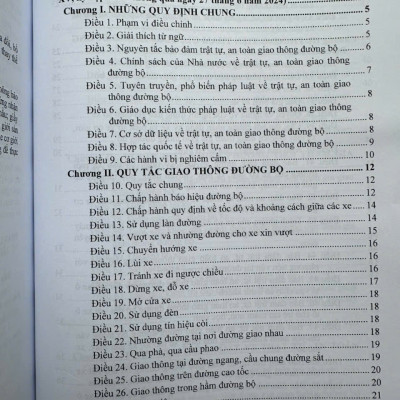 qua ngày 27 tháng 6 năm 2024)
Chương I. NHỮNG QUY ĐỊNH CHUNG 5
Điều 1. Phạm vi điều chỉnh 5
Điều 2. Giải thích từ ngữ 5
Điều 3. Nguyên tắc bảo đảm trật tự, an toàn giao thông đường bộ 6
Điều 4. Chính sách của Nhà nước về trật tự, an toàn giao thông
đường bộ 7
Điều 5. Tuyên truyền, phổ biến pháp luật về trật tự, an toàn giao
thông đường bộ 8
Điều 6. Giáo dục kiến thức pháp luật về trật tự, an toàn giao thông
đường bộ 8
Điều 7. Cơ sở dữ liệu về trật tự, an toàn giao thông đường bộ 8
Điều 8. Hợp tác quốc tế về trật tự, an toàn giao thông đường bộ 9
Điều 9. Các hành vi bị nghiêm cấm 10
Chương II. QUY TẮC GIAO THÔNG ĐƯỜNG BỘ 12
Điều 10. Quy tắc chung 12
Điều 11. Chấp hành báo hiệu đường bộ 12
Điều 12. Chấp hành quy định về tốc độ và khoảng cách giữa các xe 14
Điều 13. Sử dụng làn đường 14
Điều 14. Vượt xe và nhường đường cho xe xin vượt 14
Điều 15. Chuyển hướng xe 15
Điều 16. Lùi xe 16
Điều 17. Tránh xe đi ngược chiều 16
Điều 18. Dừng xe, đỗ xe 16
Điều 19. Mở cửa xe 18
Điều 20. Sử dụng đèn 18
Điều 21. Sử dụng tín hiệu còi 18
Điều 22. Nhường đường tại nơi đường giao nhau 18
Điều 23. Qua phà, qua cầu phao 18
Điều 24. Giao thông tại đường ngang, cầu chung đường sắt 19
Điều 25. Giao thông trên đường cao tốc 19
Điều 26. Giao thông trong hầm đường bộ 20
21